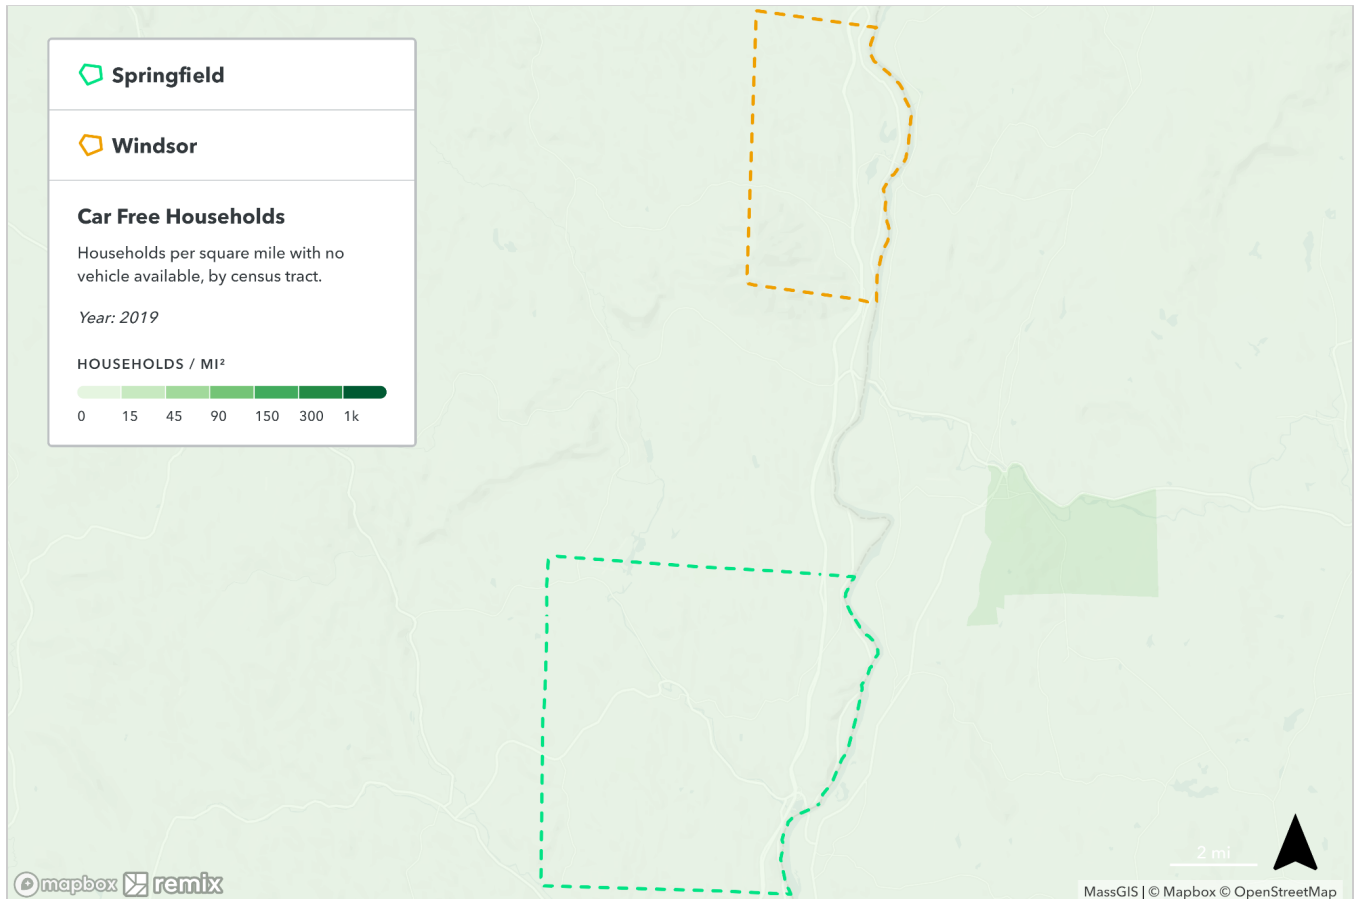 Springfield
Windsor
Car Free Households
Households per square mile with no
vehicle available, by census tract.
Year: 2019
HOUSEHOLDS / MI²
0 15 45 90 150 300 1k
2 mi
mapbox remix
MassGIS | © Mapbox © OpenStreetMap